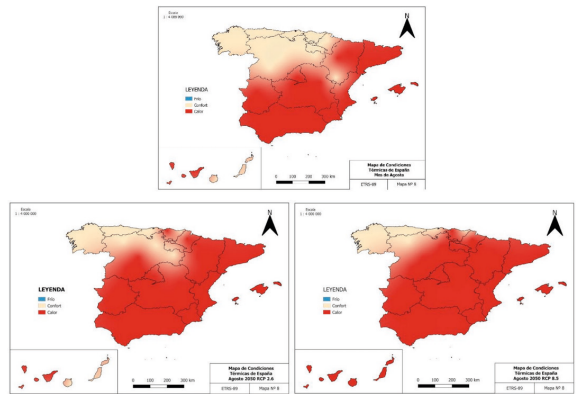 Escala
1 : 4 000 000
N
LEYENDA
Frío
Confort
Calor
0 100 200 300 km
Mapa de Condiciones
Térmicas de España
Mes de Agosto
ETRS-89 Mapa Nº 8
Escala
1 : 4 000 000
N
LEYENDA
Frío
Confort
Calor
0 100 200 300 km
Mapa de Condiciones
Térmicas de España
Agosto 2050 RCP 2.6
ETRS-89 Mapa Nº 8
Escala
1 : 4 000 000
N
LEYENDA
Frío
Confort
Calor
0 100 200 300 km
Mapa de Condiciones
Térmicas de España
Agosto 2050 RCP 8.5
ETRS-89 Mapa Nº 8